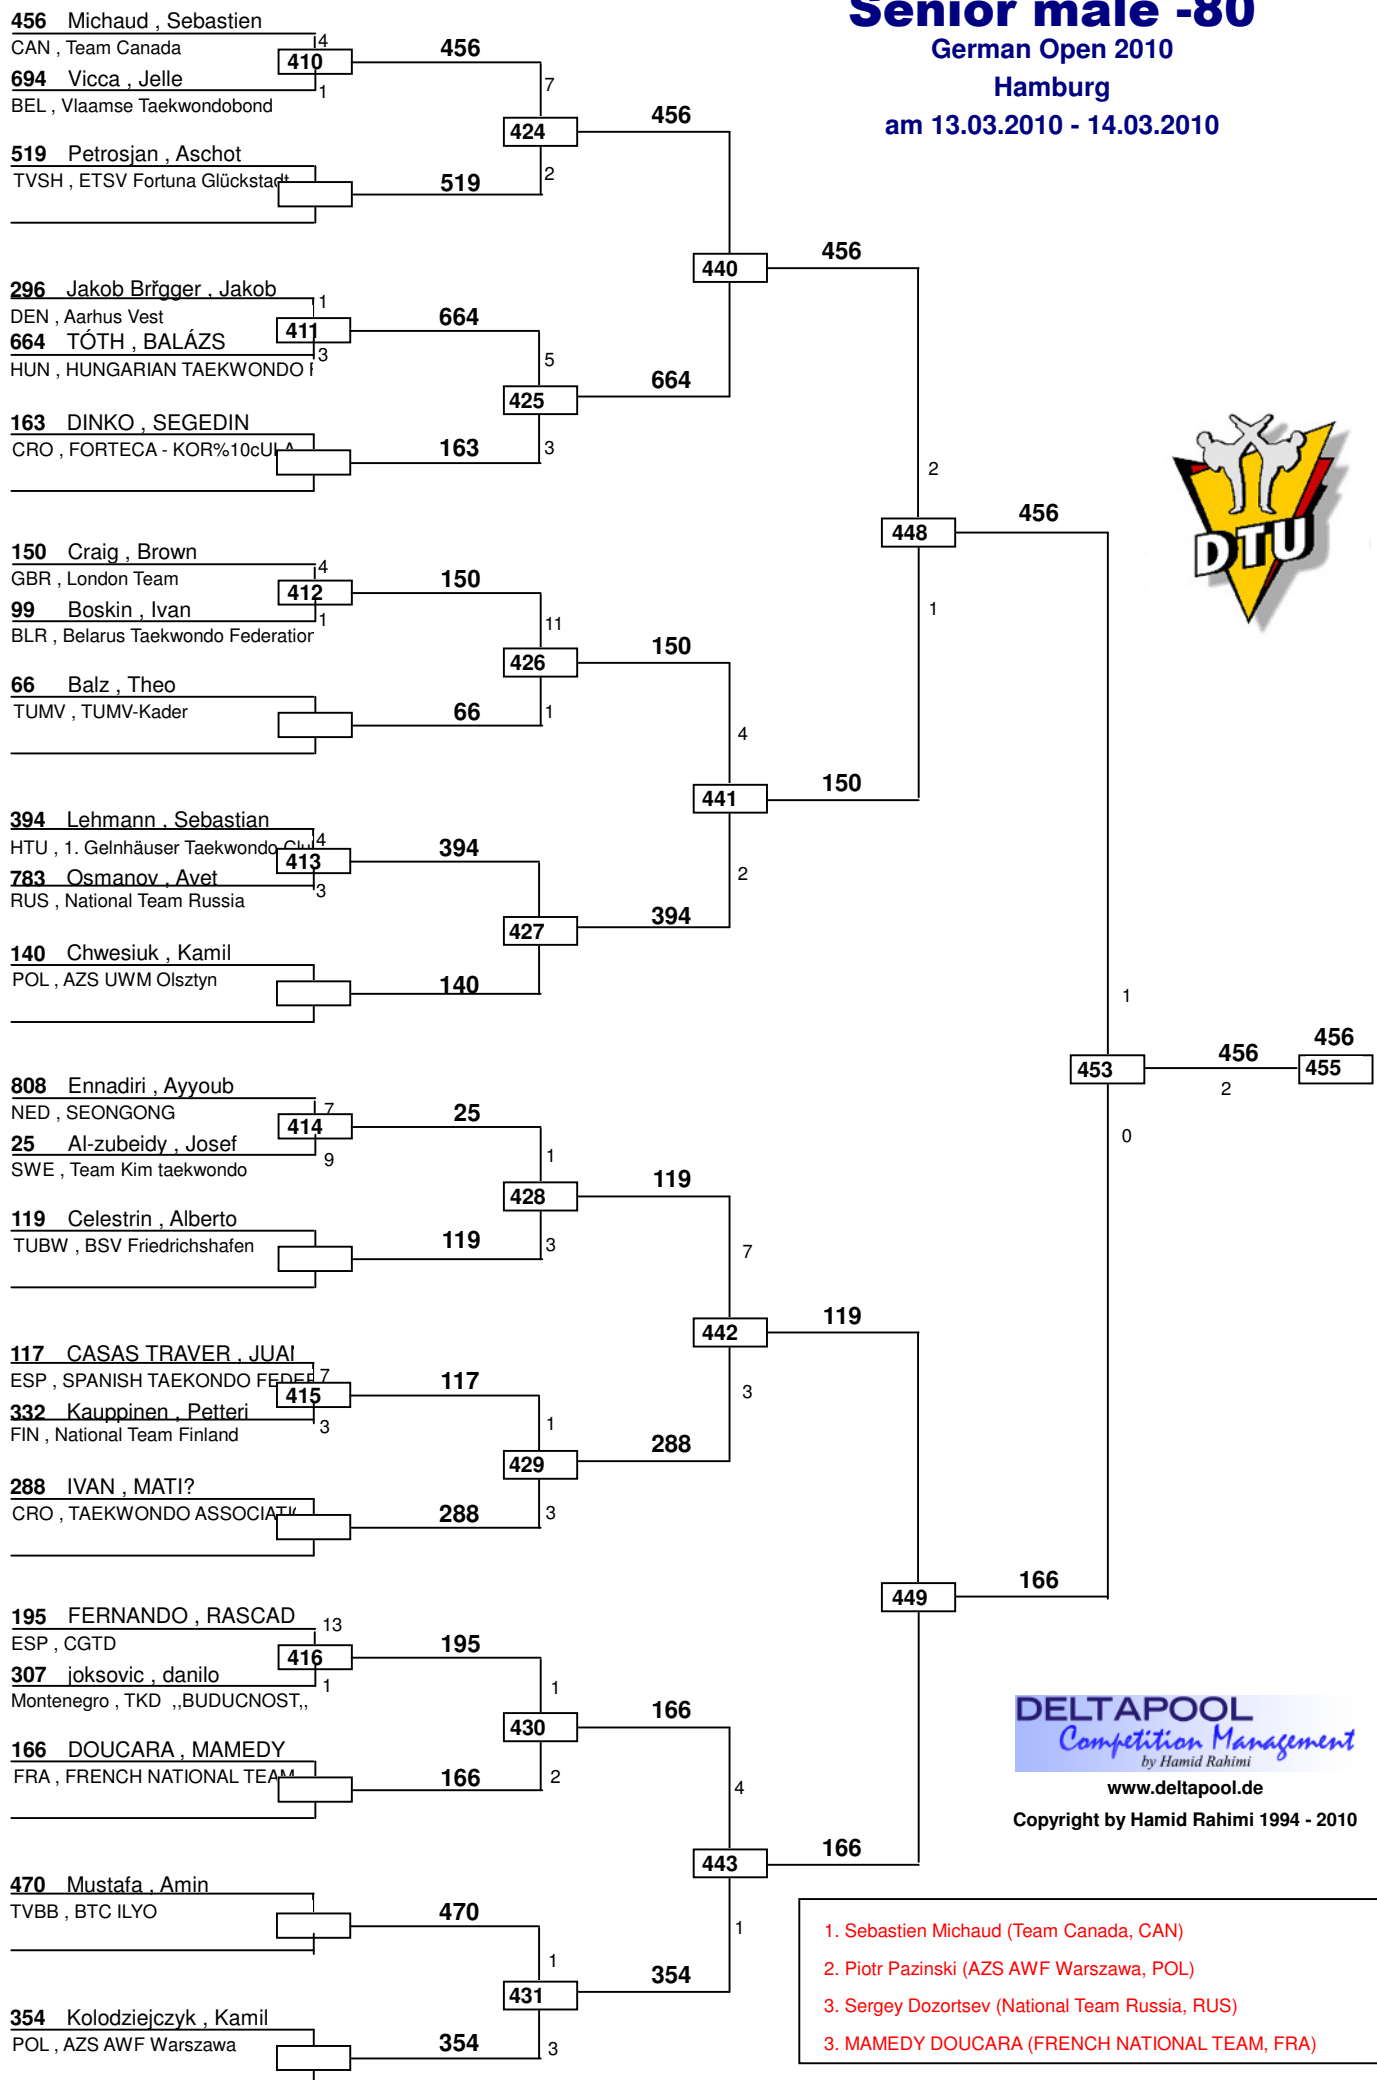 Senior male -80
German Open 2010
Hamburg
am 13.03.2010 - 14.03.2010
456 Michaud , Sebastien
CAN , Team Canada
4
410
456
694 Vicca , Jelle
1
BEL , Vlaamse Taekwondobond
7
424
456
519 Petrosjan , Aschot
TVSH , ETSV Fortuna Glückstadt
519
2
440
456
296 Jakob Břgger , Jakob
1
DEN , Aarhus Vest
411
664
664 TÓTH , BALÁZS
3
HUN , HUNGARIAN TAEKWONDO
5
425
664
163 DINKO , SEGEDIN
CRO , FORTECA - KOR%10cULA
163
3
2
448
456
150 Craig , Brown
4
GBR , London Team
412
150
99 Boskin , Ivan
1
1
BLR , Belarus Taekwondo Federation
11
426
150
66 Balz , Theo
TUMV , TUMV-Kader
66
1
4
441
150
394 Lehmann , Sebastian
HTU , 1. Gelnhäuser Taekwondo Clu
4
413
394
783 Osmanov , Avet
3
2
RUS , National Team Russia
427
394
140 Chwesiuk , Kamil
POL , AZS UWM Olsztyn
140
1
453
456
2
455
456
0
808 Ennadiri , Ayyoub
7
NED , SEONGONG
414
25
25 Al-zubeidy , Josef
9
SWE , Team Kim taekwondo
1
428
119
119 Celestrin , Alberto
TUBW , BSV Friedrichshafen
119
3
7
442
119
117 CASAS TRAVER , JUAN
7
ESP , SPANISH TAEKONDO FEDER
415
117
332 Kauppinen , Petteri
3
3
FIN , National Team Finland
1
429
288
288 IVAN , MATI?
CRO , TAEKWONDO ASSOCIATI
288
3
449
166
195 FERNANDO , RASCAD
13
ESP , CGTD
416
195
307 joksovic , danilo
1
Montenegro , TKD ,,BUDUCNOST,,
1
430
166
166 DOUCARA , MAMEDY
FRA , FRENCH NATIONAL TEAM
166
2
4
443
166
470 Mustafa , Amin
TVBB , BTC ILYO
470
1
1
431
354
354 Kolodziejczyk , Kamil
POL , AZS AWF Warszawa
354
3
DTU
DELTAPOOL
Competition Management
by Hamid Rahimi
www.deltapool.de
Copyright by Hamid Rahimi 1994 - 2010
1. Sebastien Michaud (Team Canada, CAN)
2. Piotr Pazinski (AZS AWF Warszawa, POL)
3. Sergey Dozortsev (National Team Russia, RUS)
3. MAMEDY DOUCARA (FRENCH NATIONAL TEAM, FRA)